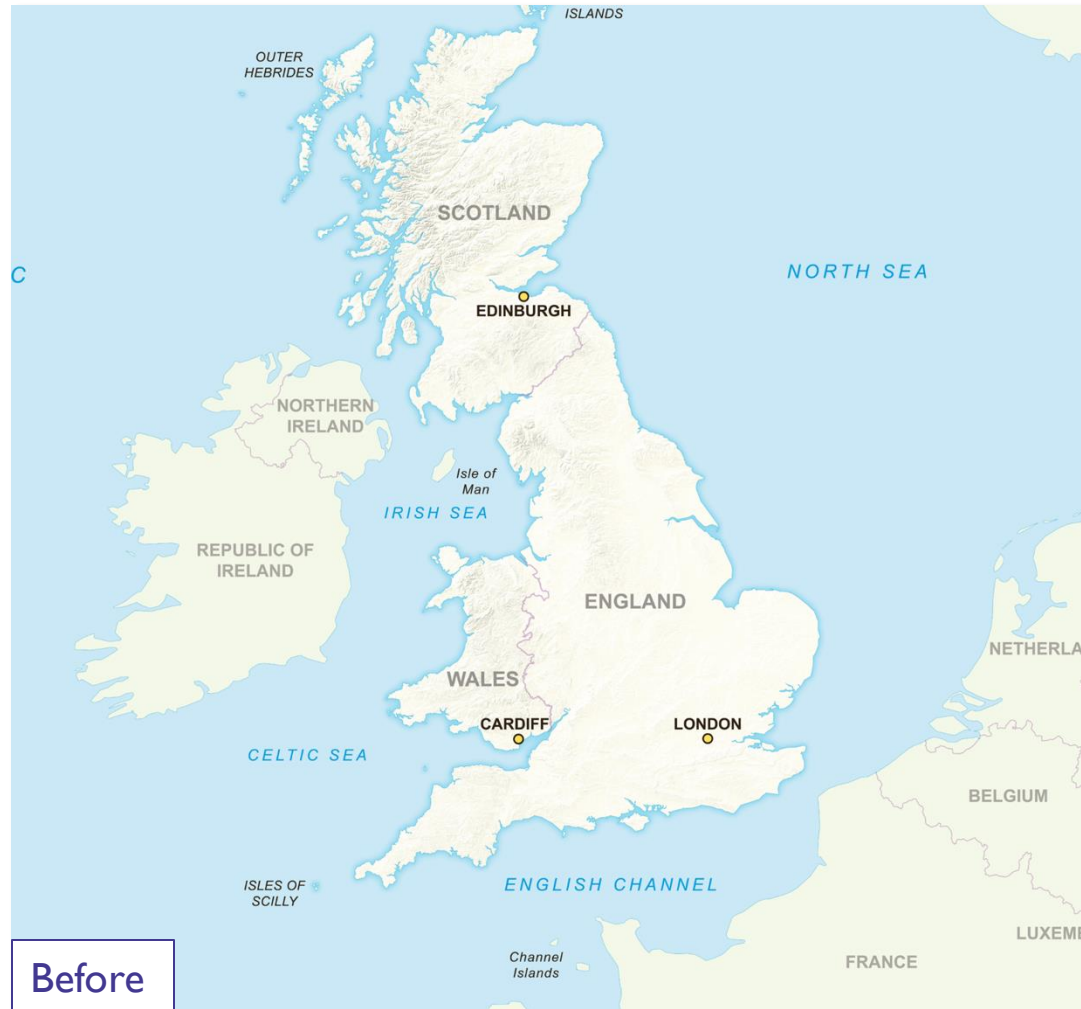 ISLANDS
OUTER
HEBRIDES
SCOTLAND
C
NORTH SEA
EDINBURGH
NORTHERN
IRELAND
Isle of
Man
IRISH SEA
REPUBLIC OF
IRELAND
ENGLAND
NETHERLA
WALES
CARDIFF
LONDON
CELTIC SEA
BELGIUM
ISLES OF
SCILLY
ENGLISH CHANNEL
LUXEME
Channel
Islands
FRANCE
Before